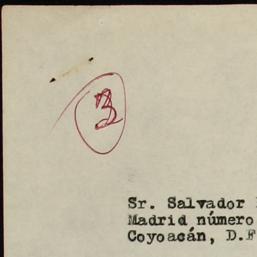 3
Sr. Salvador
Madrid número
Coyoacán, D.F